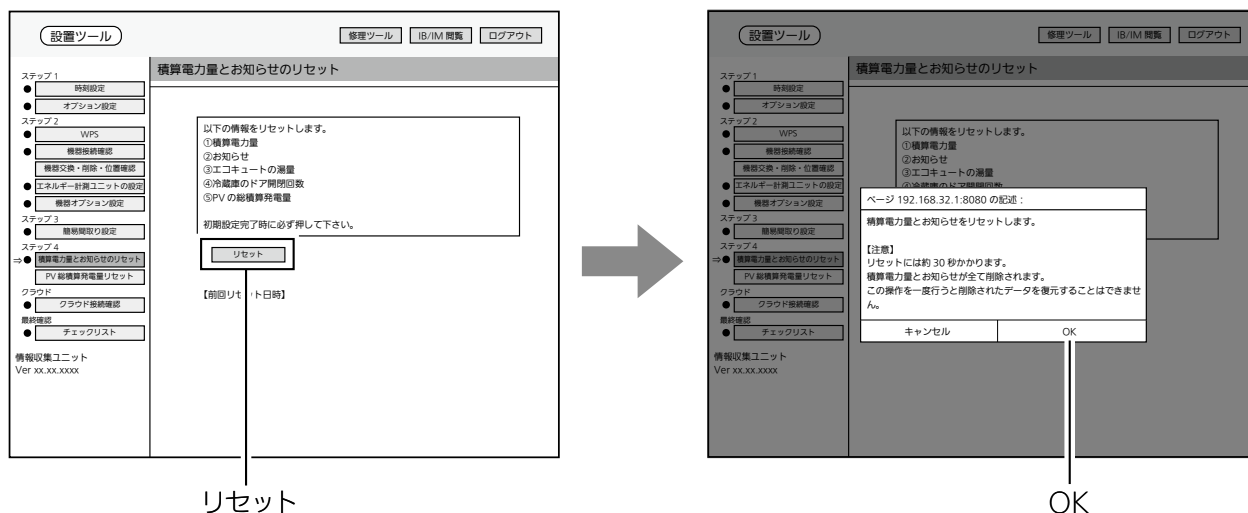 設置ツール
修理ツール
IB/IM 閲覧
ログアウト
ステップ 1
時刻設定
オプション設定
ステップ 2
WPS
機器接続確認
機器交換・削除・位置確認
エネルギー計測ユニットの設定
機器オプション設定
ステップ 3
簡易間取り設定
ステップ 4
⇒● 積算電力量とお知らせのリセット
PV 総積算発電量リセット
クラウド
クラウド接続確認
最終確認
チェックリスト
情報収集ユニット
Ver xx.xx.xxxx
積算電力量とお知らせのリセット
以下の情報をリセットします。
①積算電力量
②お知らせ
③エコキュートの湯量
④冷蔵庫のドア開閉回数
⑤PV の総積算発電量
初期設定完了時に必ず押して下さい。
リセット
【前回リセット日時】
リセット
設置ツール
修理ツール
IB/IM 閲覧
ログアウト
ステップ 1
時刻設定
オプション設定
ステップ 2
WPS
機器接続確認
機器交換・削除・位置確認
エネルギー計測ユニットの設定
機器オプション設定
ステップ 3
簡易間取り設定
ステップ 4
⇒● 積算電力量とお知らせのリセット
PV 総積算発電量リセット
クラウド
クラウド接続確認
最終確認
チェックリスト
情報収集ユニット
Ver xx.xx.xxxx
積算電力量とお知らせのリセット
以下の情報をリセットします。
①積算電力量
②お知らせ
③エコキュートの湯量
④冷蔵庫のドア開閉回数
ページ 192.168.32.1:8080 の記述 :
精算電力量とお知らせをリセットします。
【注意】
リセットには約 30 秒かかります。
積算電力量とお知らせが全て削除されます。
この操作を一度行うと削除されたデータを復元することはできませ
ん。
キャンセル
OK
OK